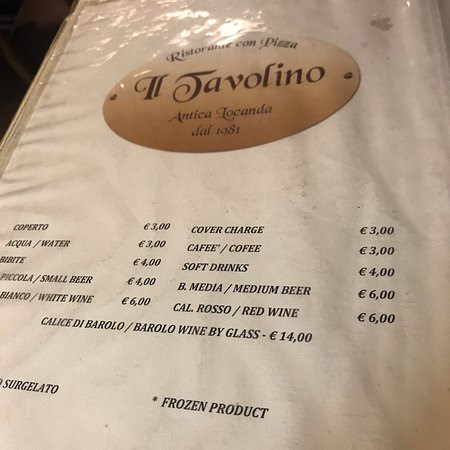 Ristorante con Pizza
Il Tavolino
Antica Locanda
dal 1981
COPERTO € 3,00 COVER CHARGE € 3,00
ACQUA / WATER € 3,00 CAFEE' / COFEE € 3,00
BIBITE € 4,00 SOFT DRINKS € 4,00
PICCOLA / SMALL BEER € 4,00 B. MEDIA / MEDIUM BEER € 6,00
BIANCO / WHITE WINE € 6,00 CAL. ROSSO / RED WINE € 6,00
CALICE DI BAROLO / BAROLO WINE BY GLASS - € 14,00
SURGELATO
* FROZEN PRODUCT